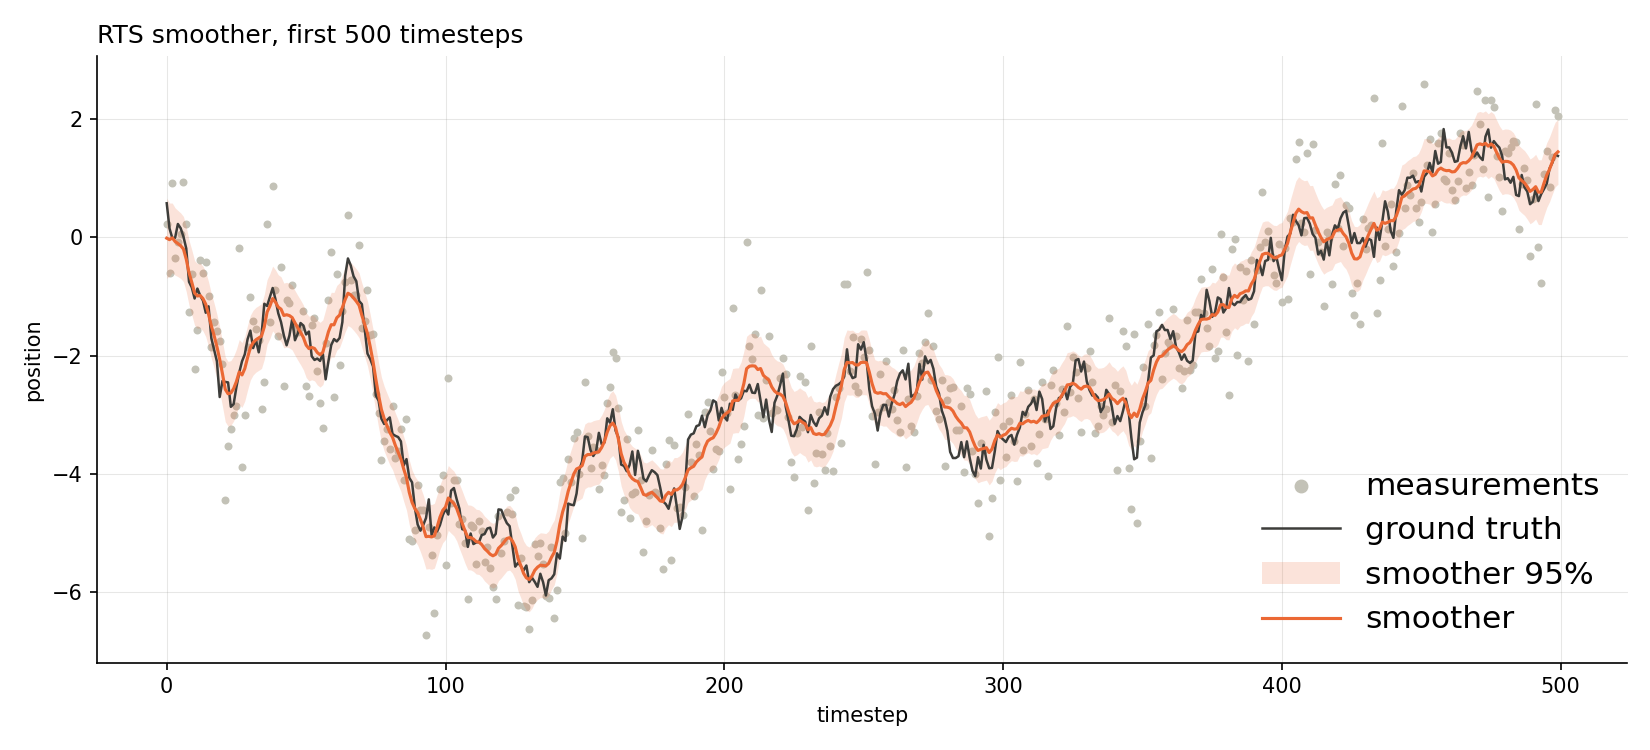 RTS smoother, first 500 timesteps
2
0
−2
−4
−6
position
measurements
ground truth
smoother 95%
smoother
0 100 200 300 400 500
timestep